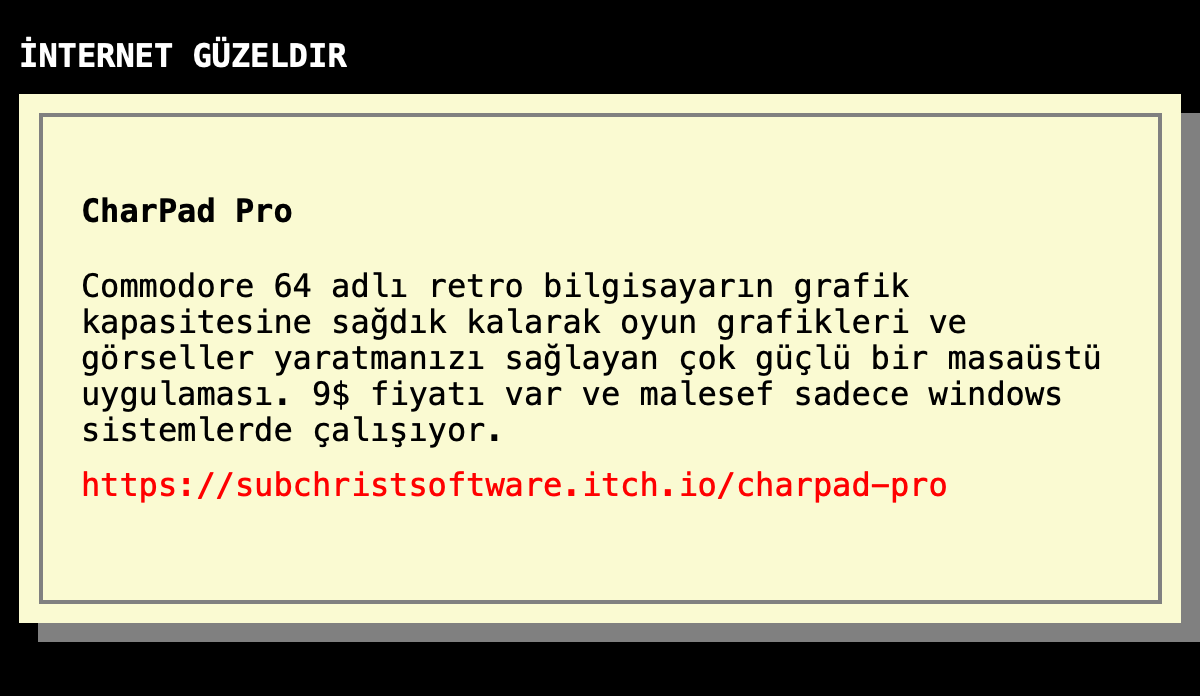 İNTERNET GÜZELDIR
CharPad Pro
Commodore 64 adlı retro bilgisayarın grafik
kapasitesine sağdık kalarak oyun grafikleri ve
görseller yaratmanızı sağlayan çok güçlü bir masaüstü
uygulaması. 9$ fiyatı var ve malesef sadece windows
sistemlerde çalışıyor.
https://subchristsoftware.itch.io/charpad-pro